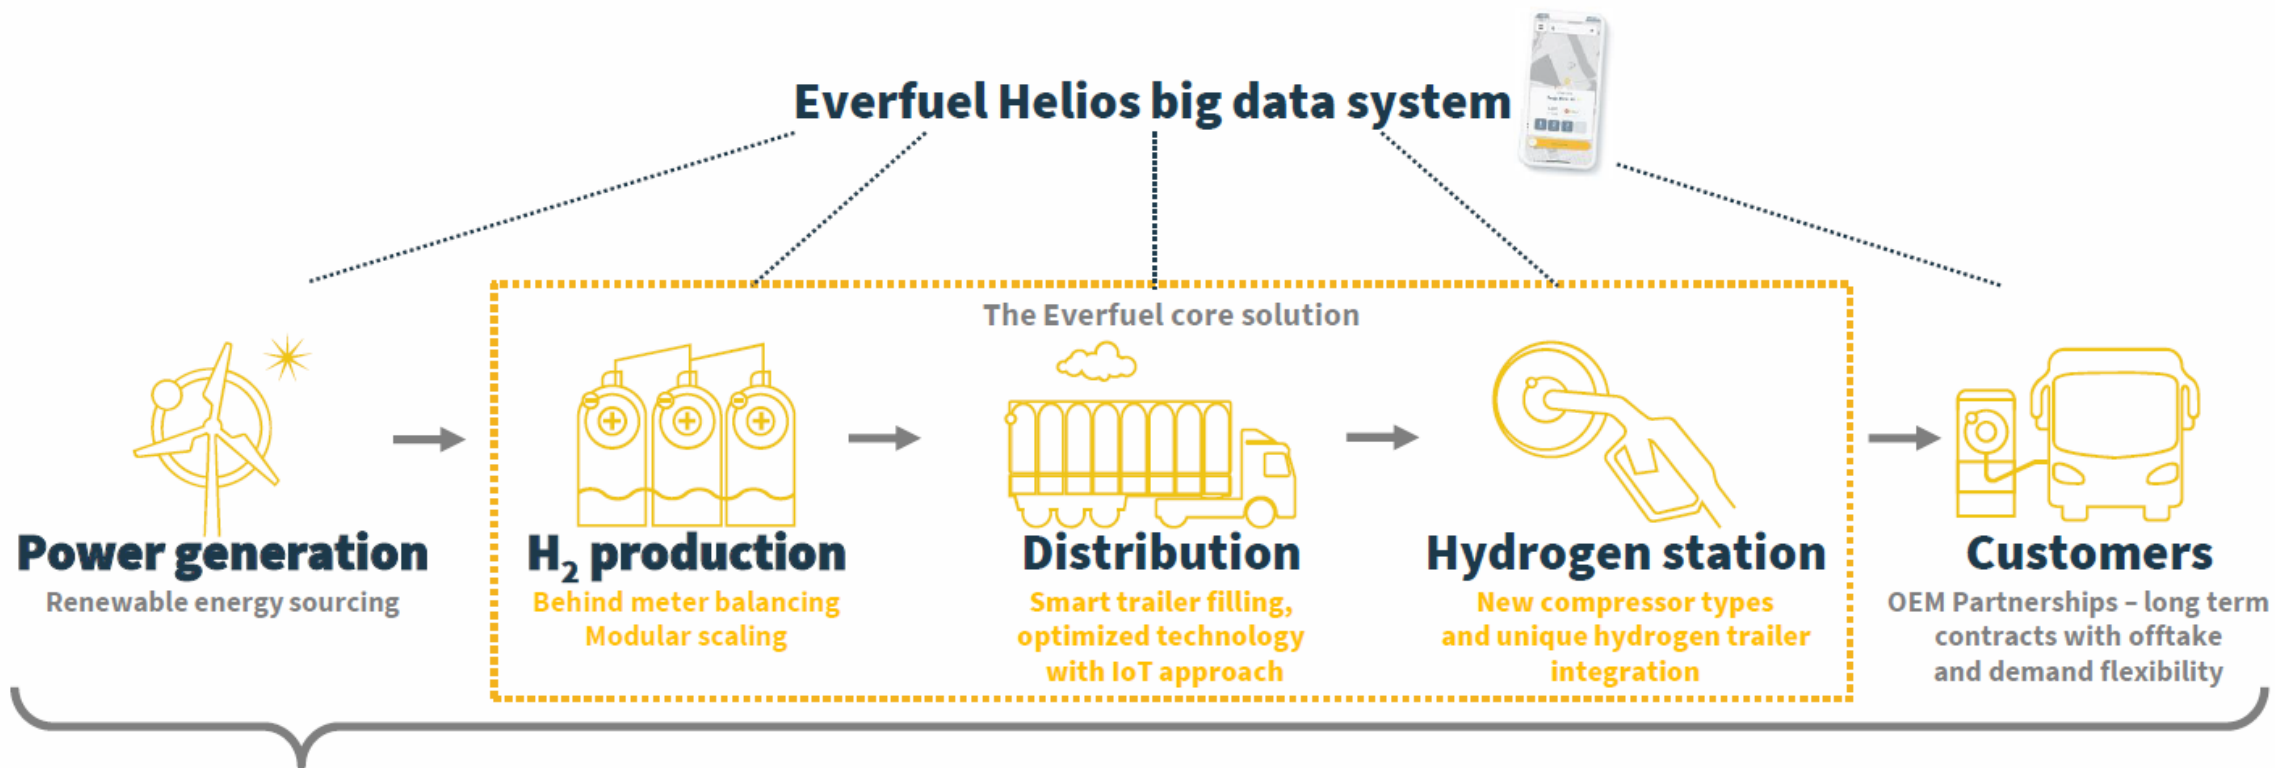 Everfuel Helios big data system
The Everfuel core solution
Power generation
Renewable energy sourcing
H₂ production
Behind meter balancing
Modular scaling
Distribution
Smart trailer filling,
optimized technology
with IoT approach
Hydrogen station
New compressor types
and unique hydrogen trailer
integration
Customers
OEM Partnerships – long term
contracts with offtake
and demand flexibility